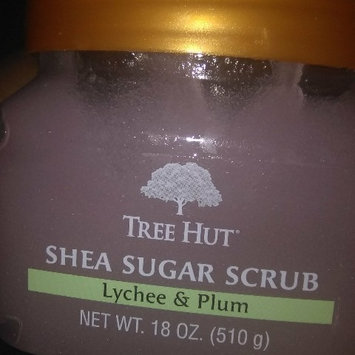 TREE HUT®
SHEA SUGAR SCRUB
Lychee & Plum
NET WT. 18 OZ. (510 g)